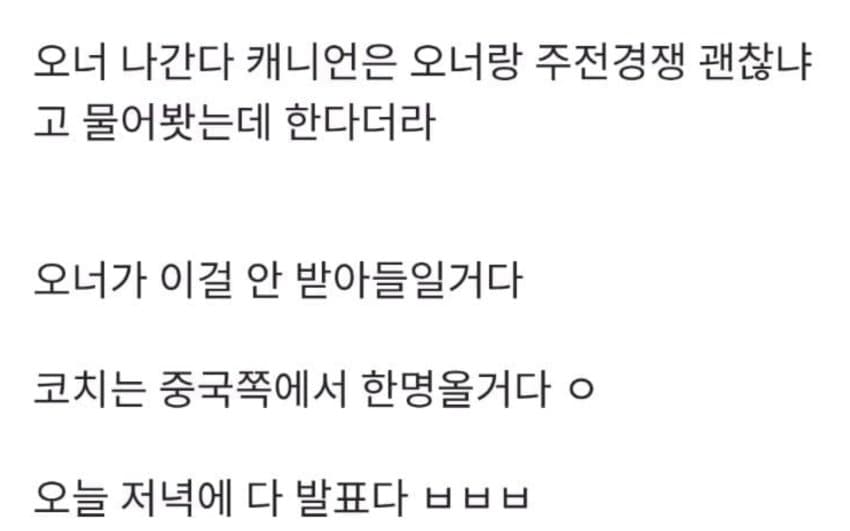 오너 나간다 캐니언은 오너랑 주전경쟁 괜찮냐
고 물어봣는데 한다더라
오너가 이걸 안 받아들일거다
코치는 중국쪽에서 한명올거다 ㅇ
오늘 저녁에 다 발표다 ㅂㅂㅂ